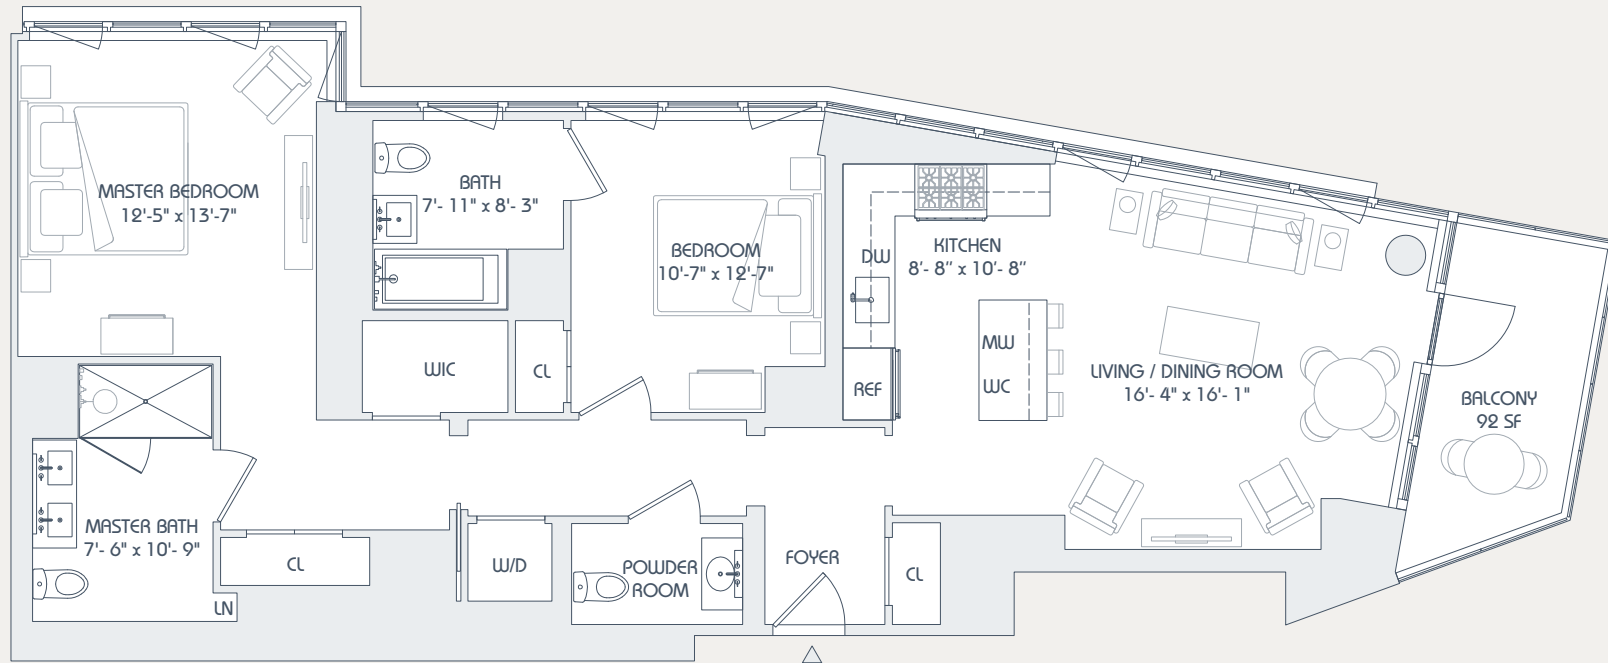 MASTER BEDROOM
12'-5" x 13'-7"
BATH
7'- 11" x 8'- 3"
BEDROOM
10'-7" x 12'-7"
DW
KITCHEN
8'- 8" x 10'- 8"
MW
WC
REF
LIVING / DINING ROOM
16'- 4" x 16'- 1"
BALCONY
92 SF
WIC
CL
MASTER BATH
7'- 6" x 10'- 9"
LN
CL
W/D
POWDER
ROOM
FOYER
CL